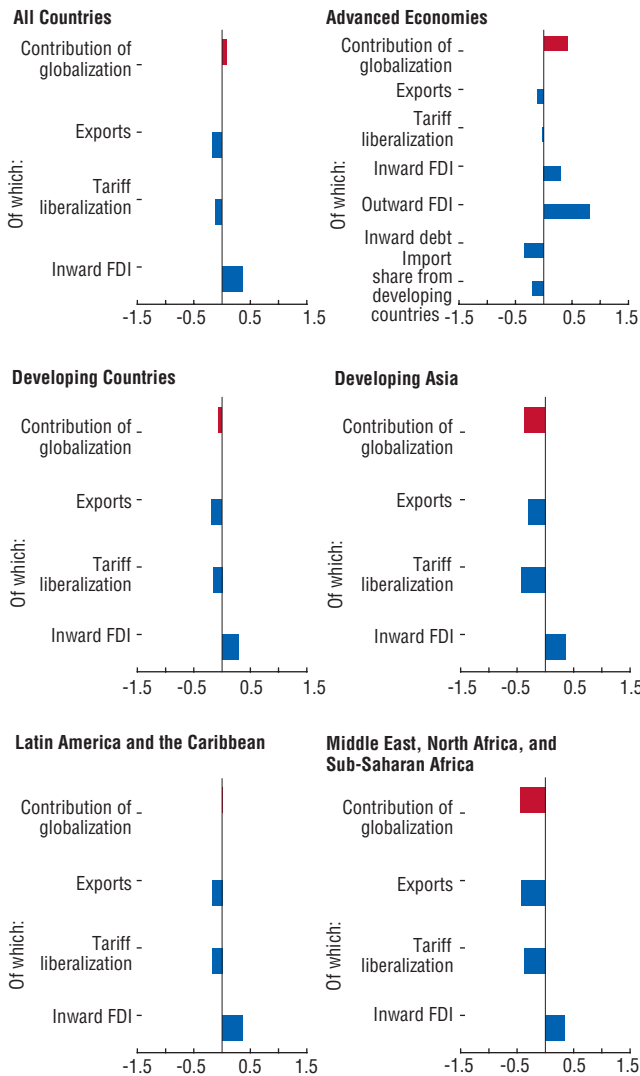 All Countries
Contribution of
globalization
Exports
Tariff
liberalization
Inward FDI
Of which:
-1.5 -0.5 0.5 1.5
Advanced Economies
Contribution of
globalization
Exports
Tariff
liberalization
Inward FDI
Outward FDI
Inward debt
Import
share from
developing
countries
Of which:
-1.5 -0.5 0.5 1.5
Developing Countries
Contribution of
globalization
Exports
Tariff
liberalization
Inward FDI
Of which:
-1.5 -0.5 0.5 1.5
Developing Asia
Contribution of
globalization
Exports
Tariff
liberalization
Inward FDI
Of which:
-1.5 -0.5 0.5 1.5
Latin America and the Caribbean
Contribution of
globalization
Exports
Tariff
liberalization
Inward FDI
Of which:
-1.5 -0.5 0.5 1.5
Middle East, North Africa, and
Sub-Saharan Africa
Contribution of
globalization
Exports
Tariff
liberalization
Inward FDI
Of which:
-1.5 -0.5 0.5 1.5